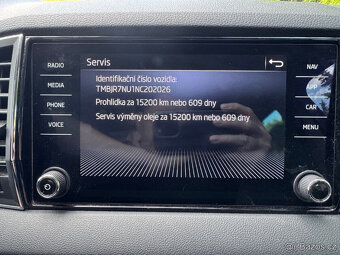 Servis
RADIO
MEDIA
PHONE
VOICE
Identifikační číslo vozidla:
TMBJR7NU1NC202026
Prohlídka za 15200 km nebo 609 dny
Servis výměny oleje za 15200 km nebo 609 dny
NAV
APP
CAR
MENU